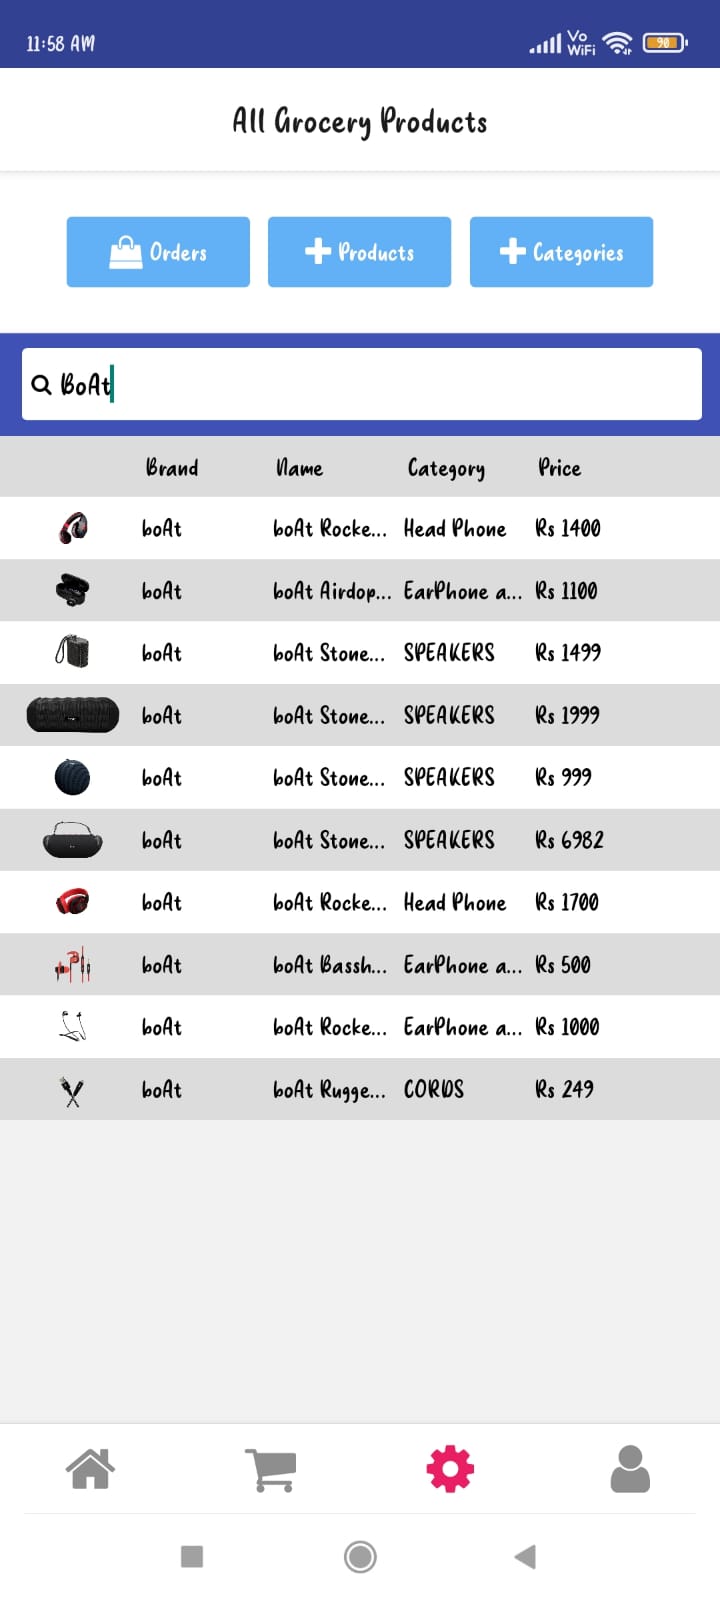 11:58 AM Vo WiFi 90
All Grocery Products
Orders Products Categories
BoAt
Brand Name Category Price
boAt boAt Rocke... Head Phone Rs 1400
boAt boAt Airdop... EarPhone a... Rs 1100
boAt boAt Stone... SPEAKERS Rs 1499
boAt boAt Stone... SPEAKERS Rs 1999
boAt boAt Stone... SPEAKERS Rs 999
boAt boAt Stone... SPEAKERS Rs 6982
boAt boAt Rocke... Head Phone Rs 1700
boAt boAt Bassh... EarPhone a... Rs 500
boAt boAt Rocke... EarPhone a... Rs 1000
boAt boAt Rugge... CORDS Rs 249